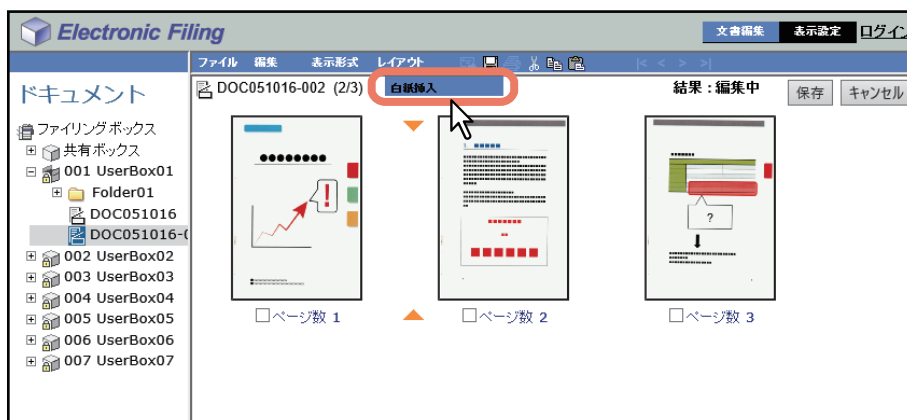 Electronic Filing
文書編集 表示設定 ログイン
ファイル 編集 表示形式 レイアウト
ドキュメント
DOC051016-002 (2/3) 白紙挿入 結果:編集中 保存 キャンセル
ファイリングボックス
共有ボックス
001 UserBox01
Folder01
DOC051016
DOC051016-0
002 UserBox02
003 UserBox03
004 UserBox04
005 UserBox05
006 UserBox06
007 UserBox07
!
1.
?
ページ数 1 ページ数 2 ページ数 3